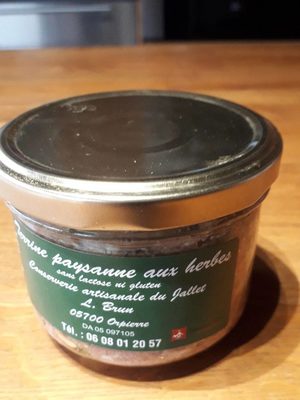 Terrine paysanne aux herbes
sans lactose ni gluten
Conserverie artisanale du Jallet
L. Brun
05700 Orpierre
DA 05 097105
Tél. : 06 08 01 20 57